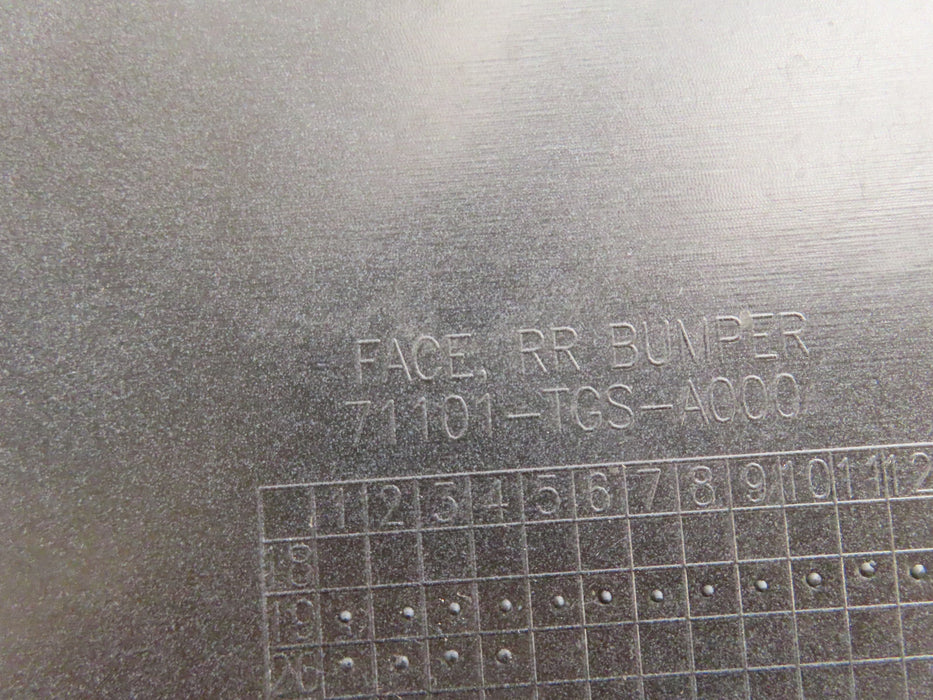 FACE, RR BUMPER
71101-TGS-A000
1 2 3 4 5 6 7 8 9 10 11 12
18
19
20